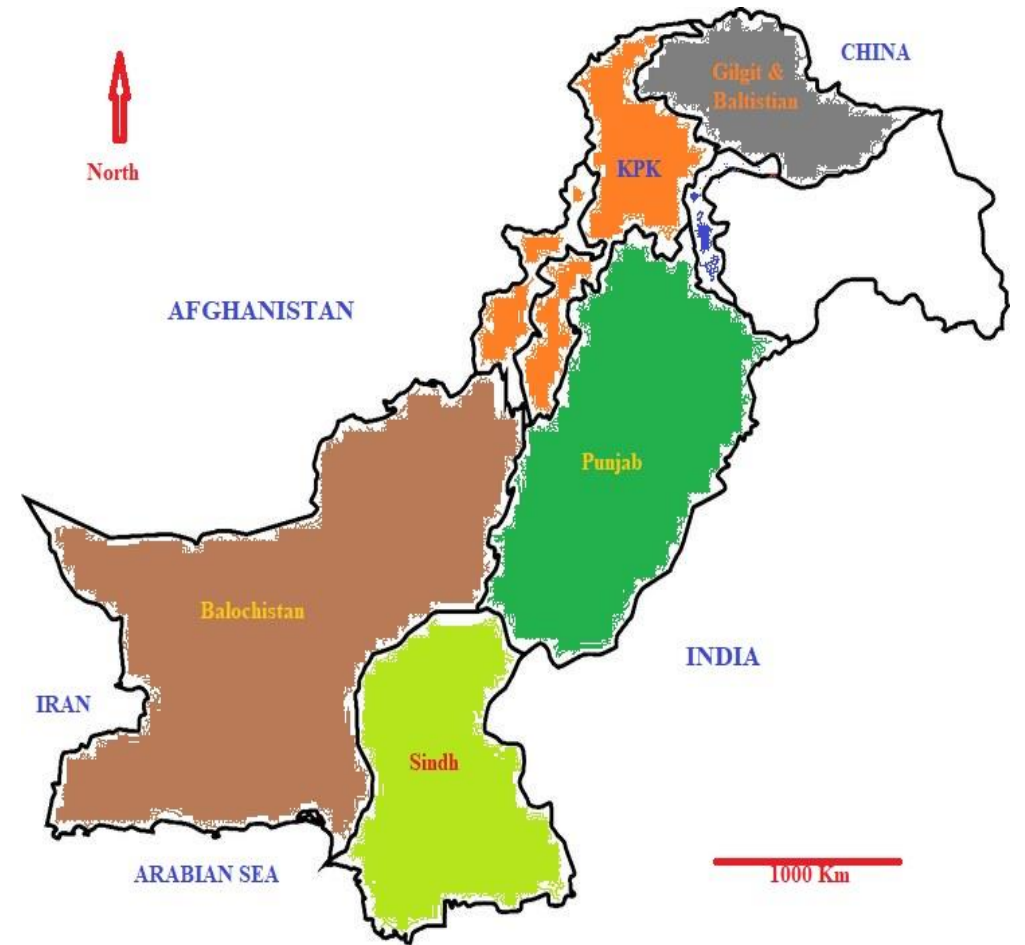 CHINA
Gilgit &
Baltistian
North
KPK
AFGHANISTAN
Punjab
Balochistan
INDIA
IRAN
Sindh
ARABIAN SEA
1000 Km